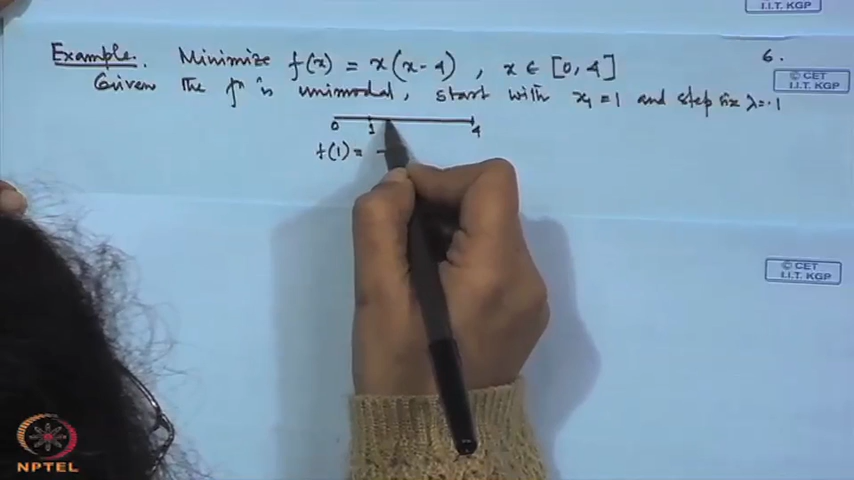 I.I.T. KGP
Example. Minimize f(x) = x(x-4), x ∈ [0, 4] 6.
© CET
I.I.T. KGP
Given the fn is unimodal, start with x₁ = 1 and step size λ = .1
0 1 4
f(1) = -
© CET
I.I.T. KGP
NPTEL